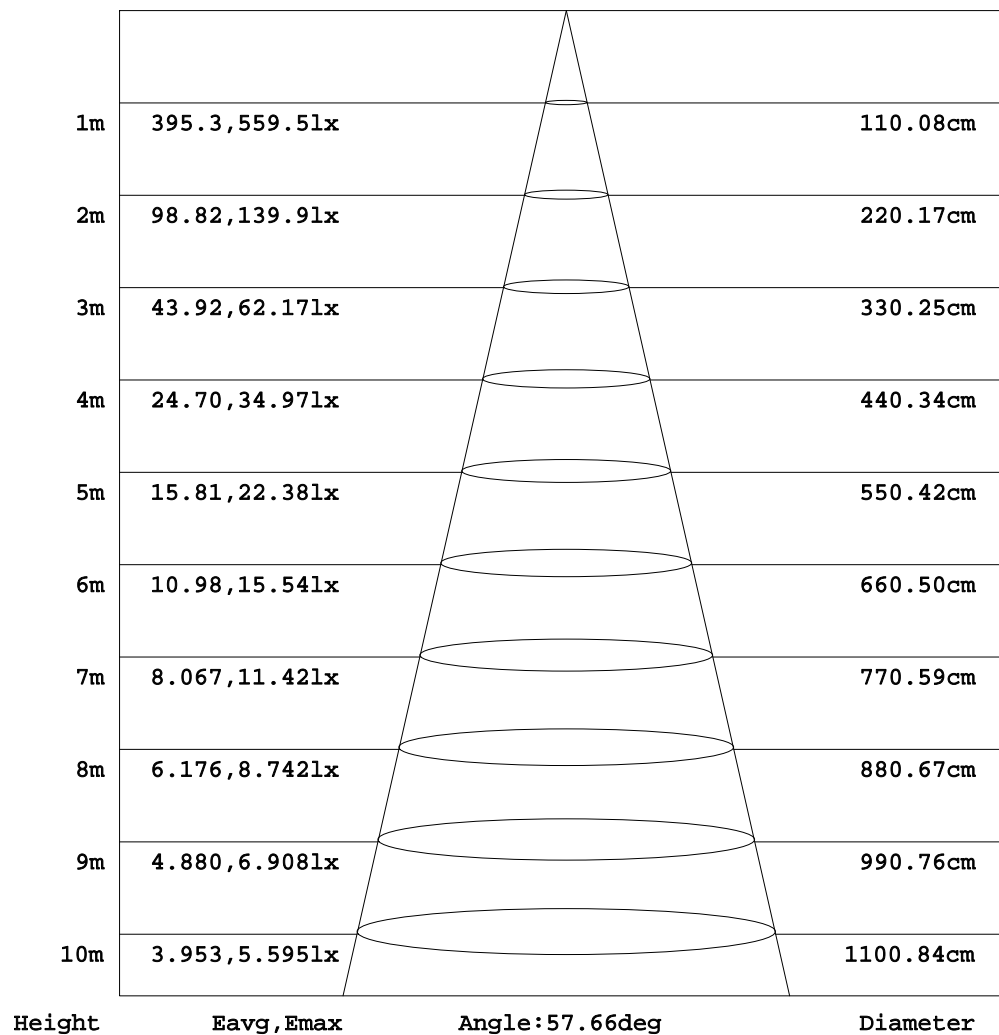 1m 395.3,559.5lx 110.08cm
2m 98.82,139.9lx 220.17cm
3m 43.92,62.17lx 330.25cm
4m 24.70,34.97lx 440.34cm
5m 15.81,22.38lx 550.42cm
6m 10.98,15.54lx 660.50cm
7m 8.067,11.42lx 770.59cm
8m 6.176,8.742lx 880.67cm
9m 4.880,6.908lx 990.76cm
10m 3.953,5.595lx 1100.84cm
Height Eavg,Emax Angle:57.66deg Diameter